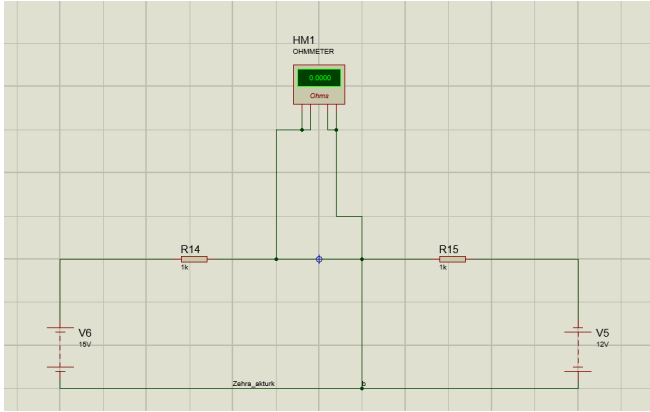 HM1
OHMMETER
0.0000
Ohms
R14
1k
R15
1k
V6
15V
V5
12V
Zehra_akturk
b